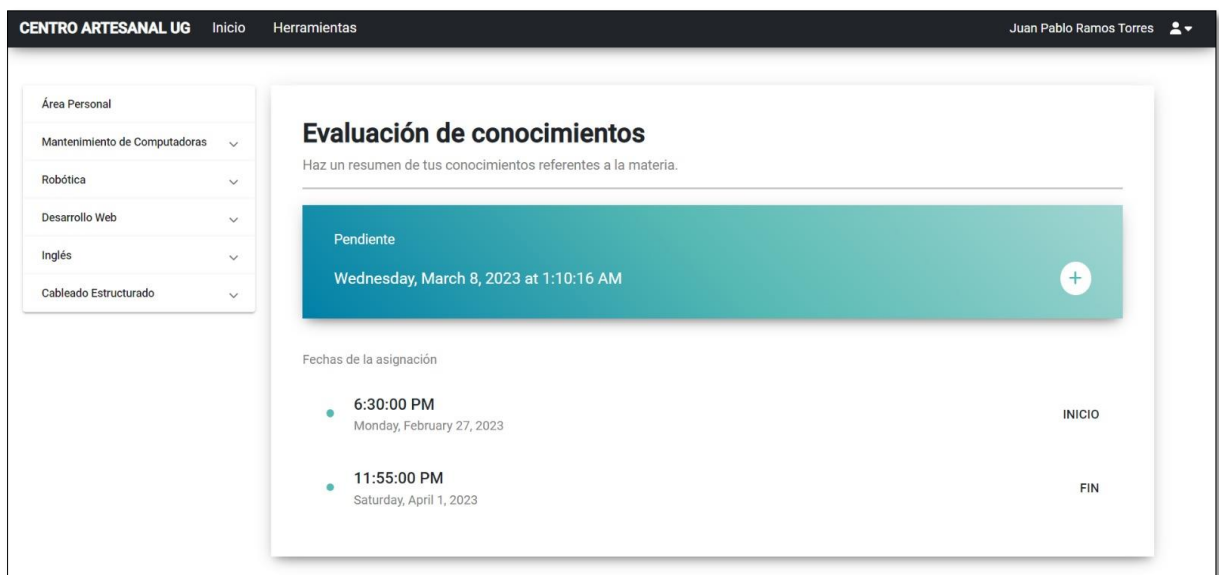 CENTRO ARTESANAL UG Inicio Herramientas Juan Pablo Ramos Torres
Área Personal
Mantenimiento de Computadoras
Robótica
Desarrollo Web
Inglés
Cableado Estructurado
Evaluación de conocimientos
Haz un resumen de tus conocimientos referentes a la materia.
Pendiente
Wednesday, March 8, 2023 at 1:10:16 AM
+
Fechas de la asignación
6:30:00 PM
Monday, February 27, 2023
INICIO
11:55:00 PM
Saturday, April 1, 2023
FIN